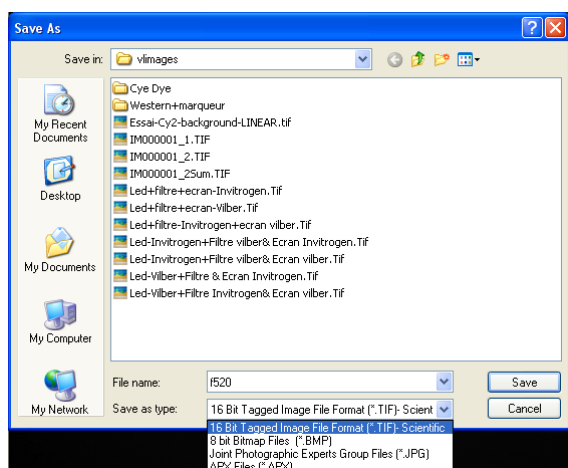 Save As
Save in:
vlimages
Cye Dye
Western+marqueur
Essai-Cy2-background-LINEAR.tif
IM000001_1.TIF
IM000001_2.TIF
IM000001_2Sum.TIF
Led+filtre+ecran-Invitrogen.Tif
Led+filtre+ecran-Vilber.Tif
Led+filtre-Invitrogen+ecran vilber.Tif
Led-Invitrogen+Filtre vilber& Ecran Invitrogen.Tif
Led-Invitrogen+Filtre vilber& Ecran vilber.Tif
Led-Vilber+Filtre & Ecran Invitrogen.Tif
Led-Vilber+Filtre Invitrogen& Ecran vilber.Tif
My Recent
Documents
Desktop
My Documents
My Computer
My Network
File name:
f520
Save
Save as type:
16 Bit Tagged Image File Format (*.TIF)- Scient
Cancel
16 Bit Tagged Image File Format (*.TIF)- Scientific
8 bit Bitmap Files (*.BMP)
Joint Photographic Experts Group Files (*.JPG)
APX Files (*.APX)